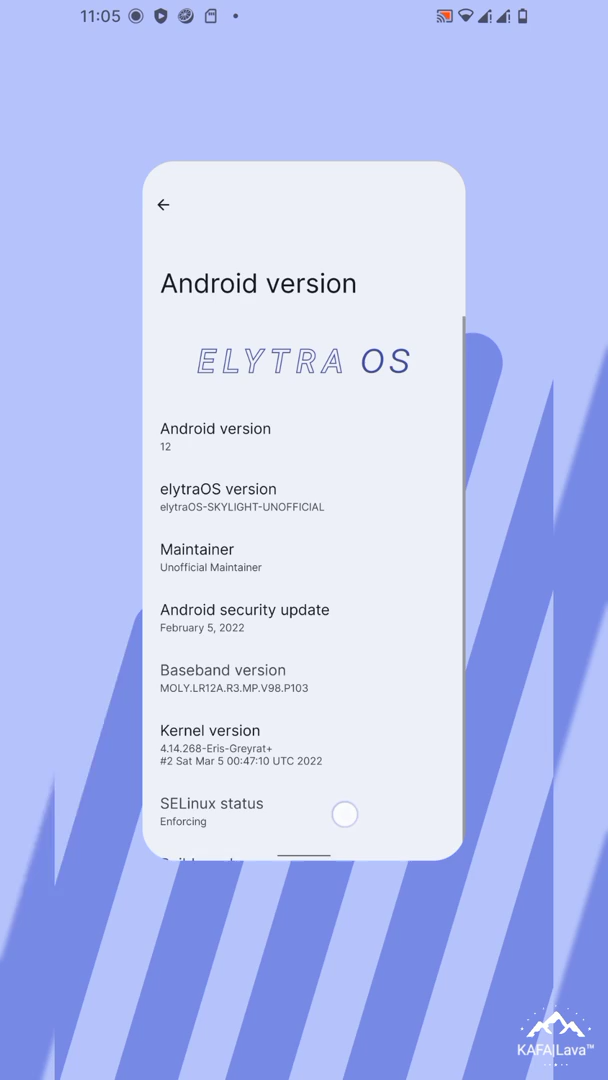 11:05
Android version
ELYTRA OS
Android version
12
elytraOS version
elytraOS-SKYLIGHT-UNOFFICIAL
Maintainer
Unofficial Maintainer
Android security update
February 5, 2022
Baseband version
MOLY.LR12A.R3.MP.V98.P103
Kernel version
4.14.268-Eris-Greyrat+
#2 Sat Mar 5 00:47:10 UTC 2022
SELinux status
Enforcing
KAFA|Lava™